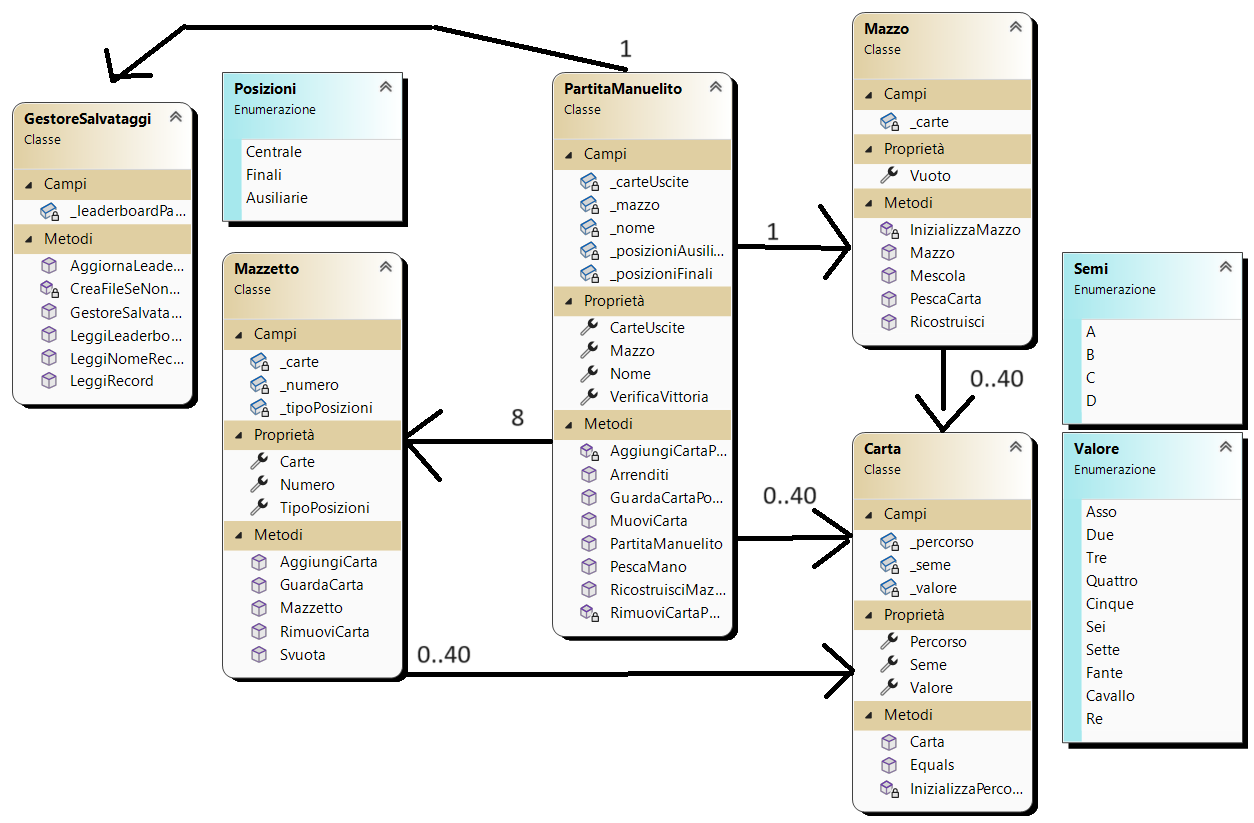 GestoreSalvataggi
Classe
Campi
_leaderboardPa...
Metodi
AggiornaLeade...
CreaFileSeNon...
GestoreSalvata...
LeggiLeaderbo...
LeggiNomeRec...
LeggiRecord
Posizioni
Enumerazione
Centrale
Finali
Ausiliarie
Mazzetto
Classe
Campi
_carte
_numero
_tipoPosizioni
Proprietà
Carte
Numero
TipoPosizioni
Metodi
AggiungiCarta
GuardaCarta
Mazzetto
RimuoviCarta
Svuota
0..40
8
1
PartitaManuelito
Classe
Campi
_carteUscite
_mazzo
_nome
_posizioniAusili...
_posizioniFinali
Proprietà
CarteUscite
Mazzo
Nome
VerificaVittoria
Metodi
AggiungiCartaP...
Arrenditi
GuardaCartaPo...
MuoviCarta
PartitaManuelito
PescaMano
RicostruisciMaz...
RimuoviCartaP...
1
0..40
Mazzo
Classe
Campi
_carte
Proprietà
Vuoto
Metodi
InizializzaMazzo
Mazzo
Mescola
PescaCarta
Ricostruisci
0..40
Carta
Classe
Campi
_percorso
_seme
_valore
Proprietà
Percorso
Seme
Valore
Metodi
Carta
Equals
InizializzaPerco...
Semi
Enumerazione
A
B
C
D
Valore
Enumerazione
Asso
Due
Tre
Quattro
Cinque
Sei
Sette
Fante
Cavallo
Re